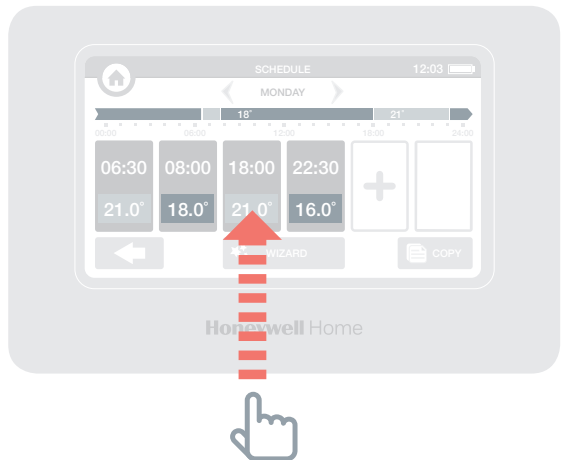 SCHEDULE 12:03
MONDAY
18° 21°
00:00 06:00 12:00 18:00 24:00
06:30 08:00 18:00 22:30
21.0° 18.0° 21.0° 16.0°
WIZARD COPY
Honeywell Home